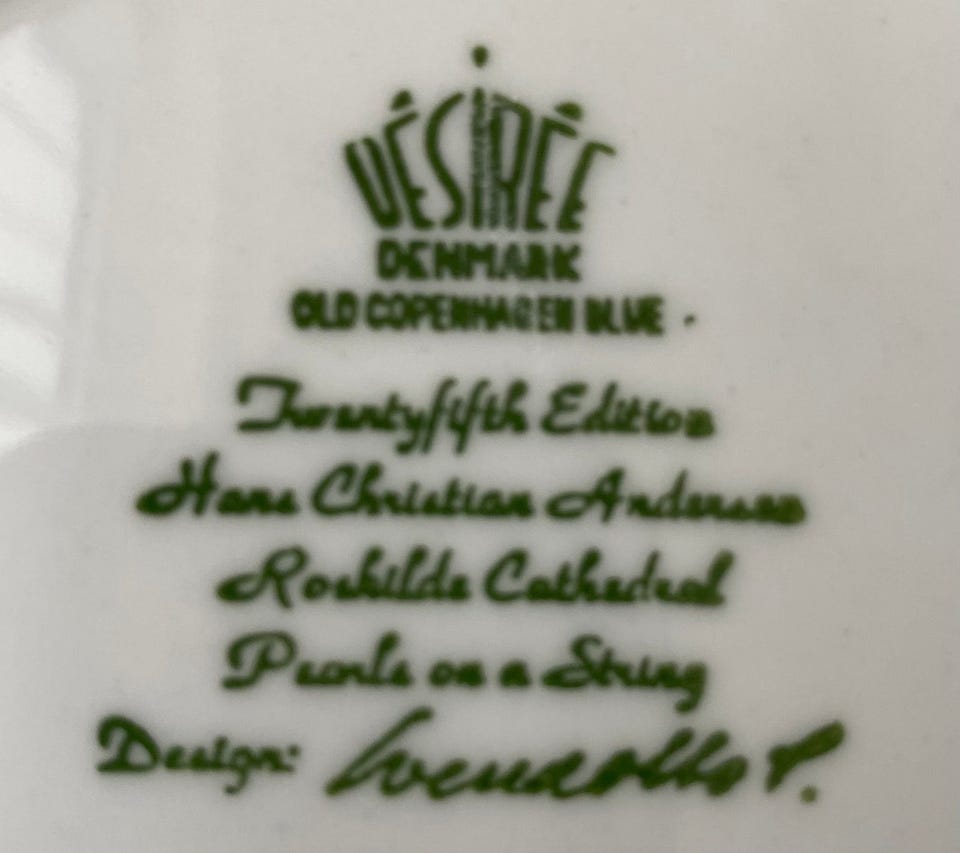 DÉSIRÉE
DENMARK
OLD COPENHAGEN BLUE
Twentyfifth Edition
Hans Christian Andersen
Roskilde Cathedral
Pearls on a String
Design: